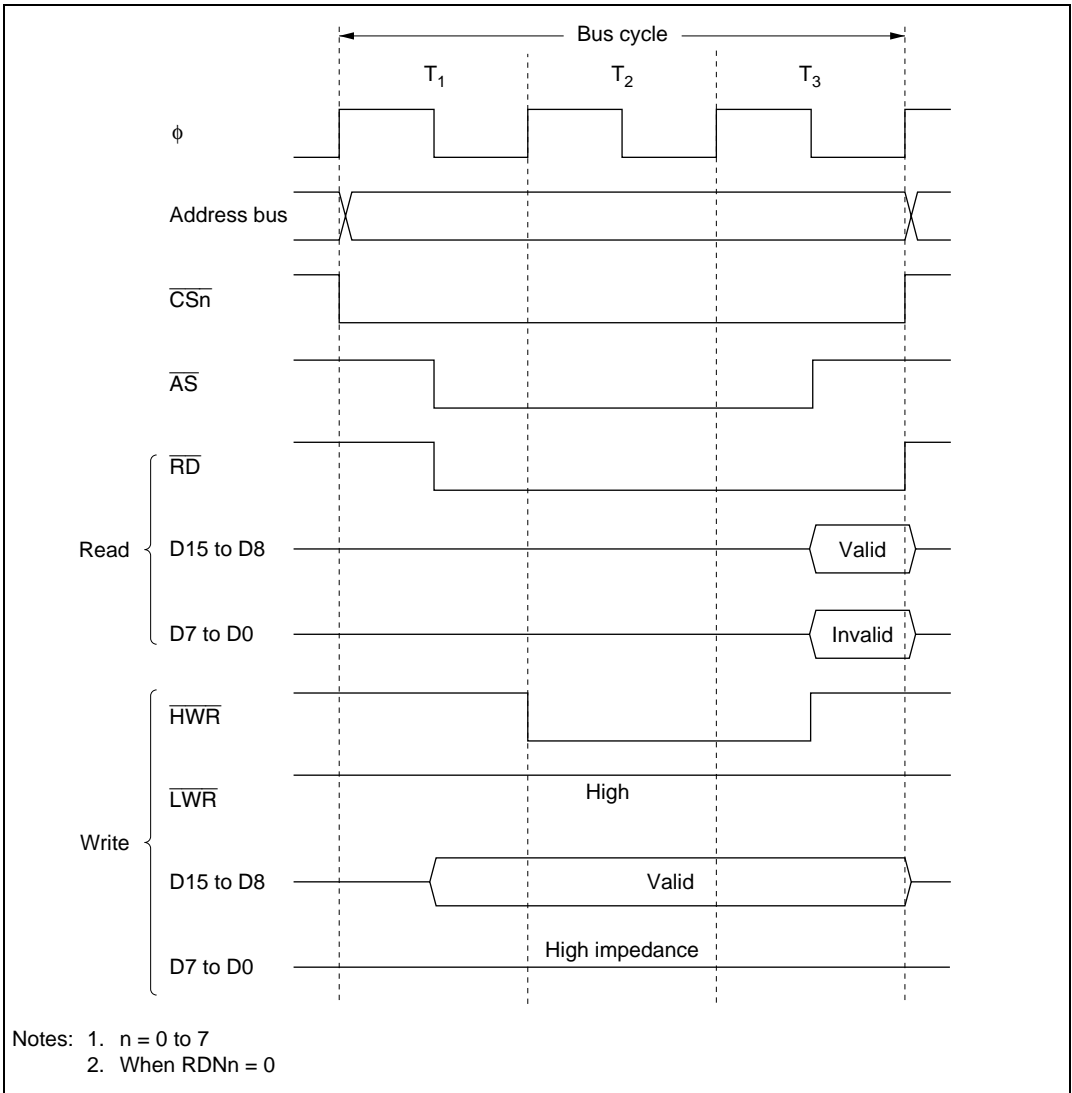 Bus cycle
T1 T2 T3
φ
Address bus
CSn
AS
RD
Read D15 to D8 Valid
D7 to D0 Invalid
HWR
LWR High
Write
D15 to D8 Valid
D7 to D0 High impedance
Notes: 1. n = 0 to 7
2. When RDNn = 0